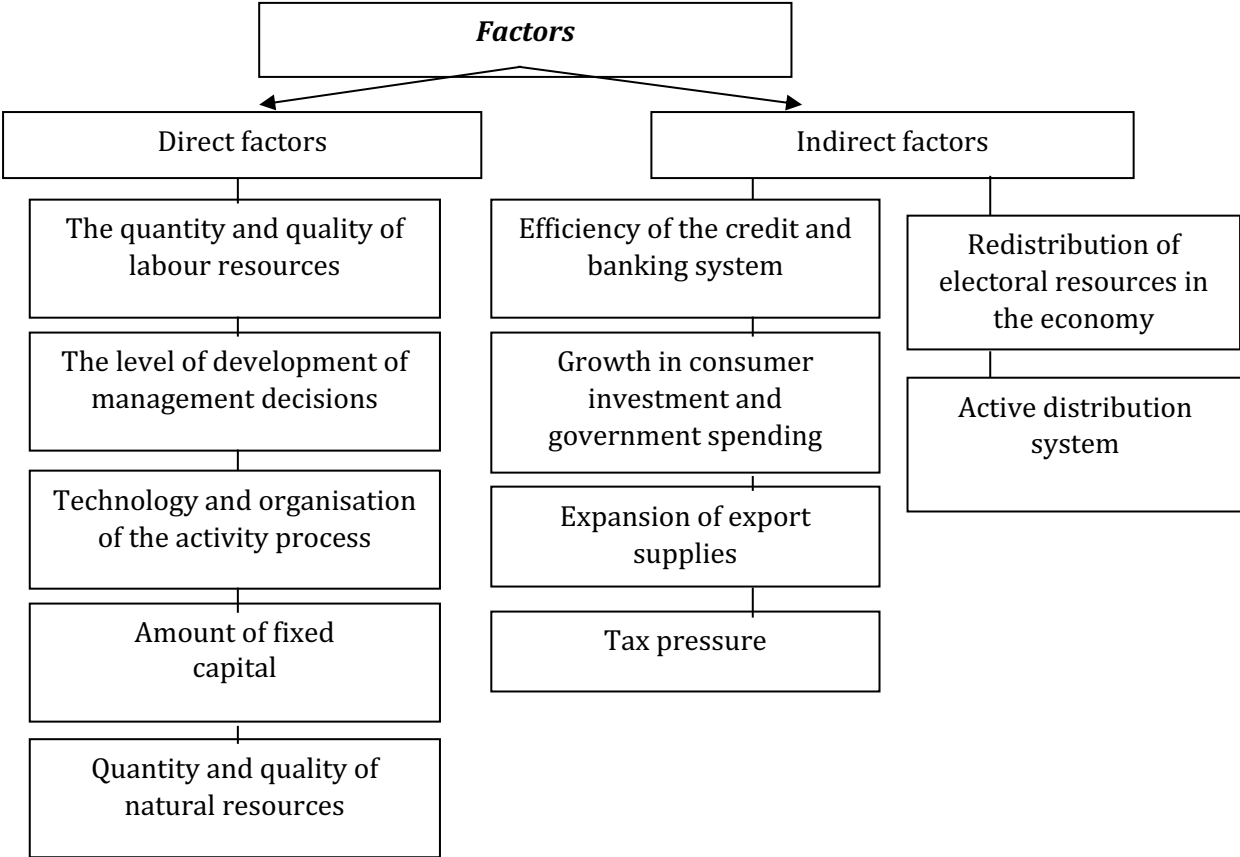 Factors
Direct factors
Indirect factors
The quantity and quality of
labour resources
The level of development of
management decisions
Technology and organisation
of the activity process
Amount of fixed
capital
Quantity and quality of
natural resources
Efficiency of the credit and
banking system
Growth in consumer
investment and
government spending
Expansion of export
supplies
Tax pressure
Redistribution of
electoral resources in
the economy
Active distribution
system